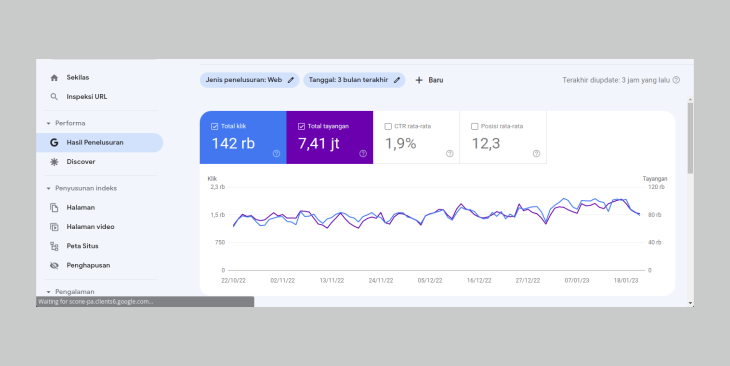 Sekilas
Inspeksi URL
Performa
Hasil Penelusuran
Discover
Penyusunan indeks
Halaman
Halaman video
Peta Situs
Penghapusan
Pengalaman
Waiting for scone-pa.clients6.google.com...
Jenis penelusuran: Web
Tanggal: 3 bulan terakhir
+ Baru
Terakhir diupdate: 3 jam yang lalu
Total klik
142 rb
Total tayangan
7,41 jt
CTR rata-rata
1,9%
Posisi rata-rata
12,3
Klik
Tayangan
2,3 rb
120 rb
1,5 rb
80 rb
750
40 rb
0
0
22/10/22 02/11/22 13/11/22 24/11/22 05/12/22 16/12/22 27/12/22 07/01/23 18/01/23